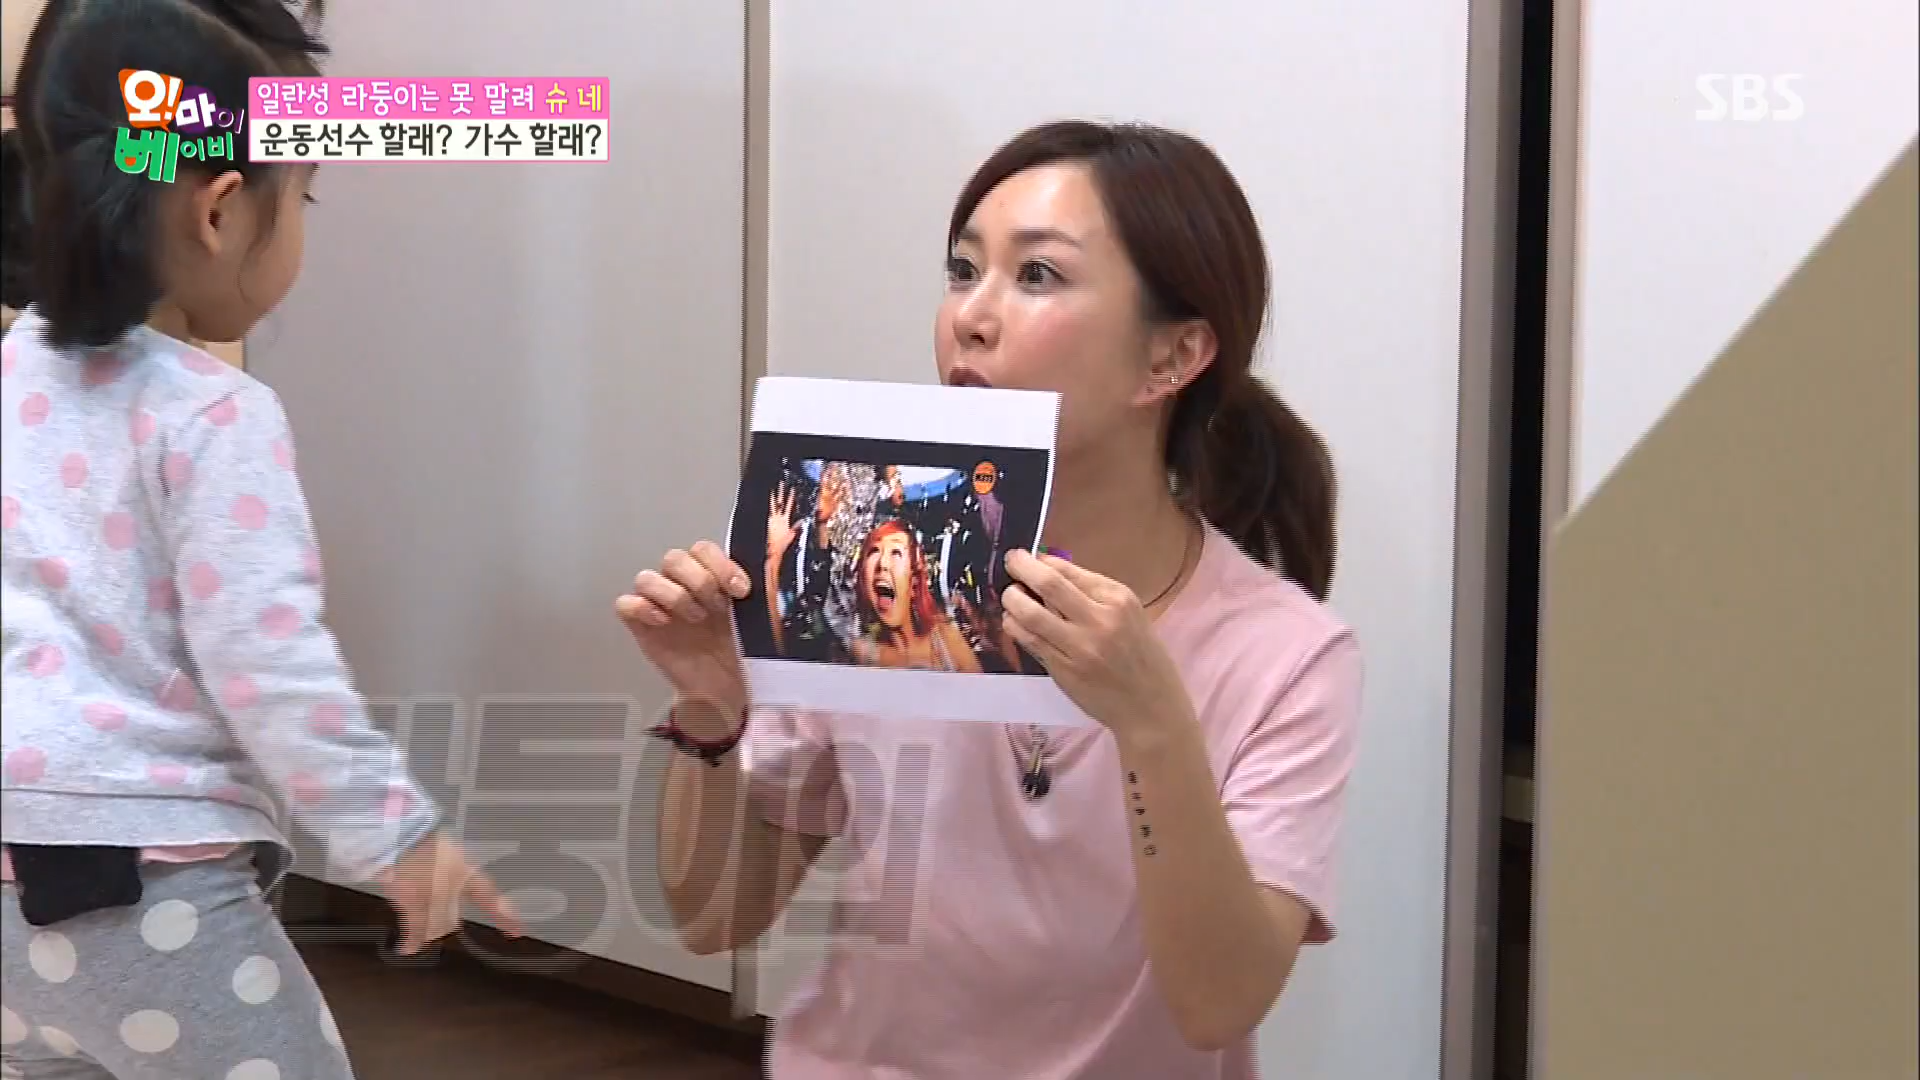 오! 마이 베이비
일란성 라둥이는 못 말려 슈 네
운동선수 할래? 가수 할래?
SBS